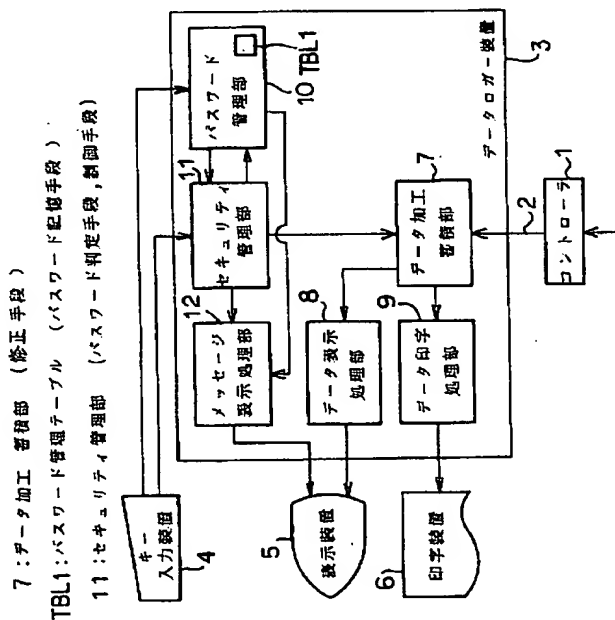 7:データ加工 蓄積部 (修正手段)
TBL1:パスワード管理テーブル (パスワード記憶手段)
11:セキュリティ管理部 (パスワード判定手段,制御手段)
キー
入力装置
4
5
表示装置
6
印字装置
12
メッセージ
表示処理部
11
セキュリティ
管理部
パスワード
管理部
10
TBL1
8
データ表示
処理部
9
データ印字
処理部
7
データ加工
蓄積部
データロガー装置
3
2
コントローラ
1